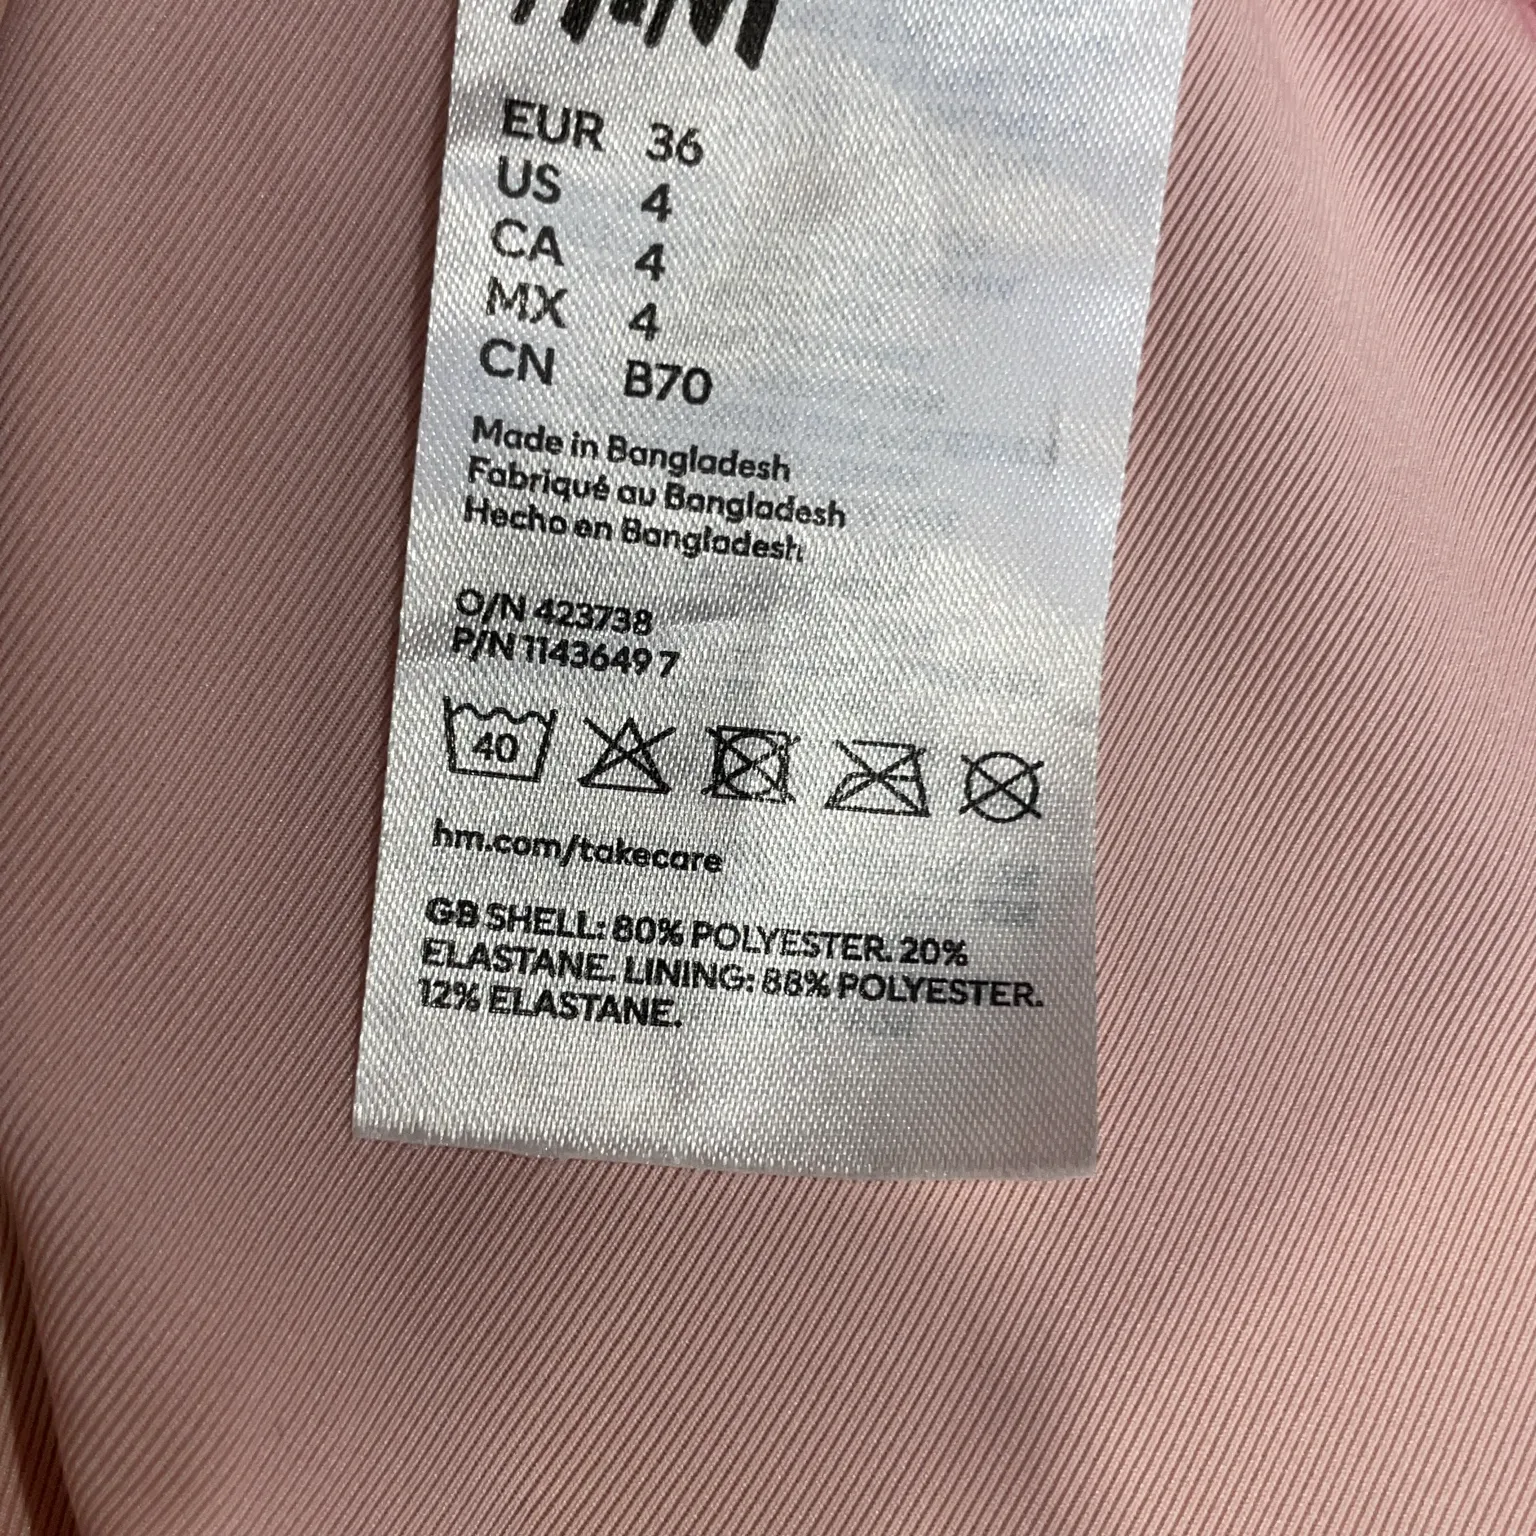 H&M
EUR 36
US 4
CA 4
MX 4
CN B70
Made in Bangladesh
Fabriqué au Bangladesh
Hecho en Bangladesh
O/N 423738
P/N 1143649 7
40
hm.com/takecare
GB SHELL: 80% POLYESTER. 20%
ELASTANE. LINING: 88% POLYESTER.
12% ELASTANE.